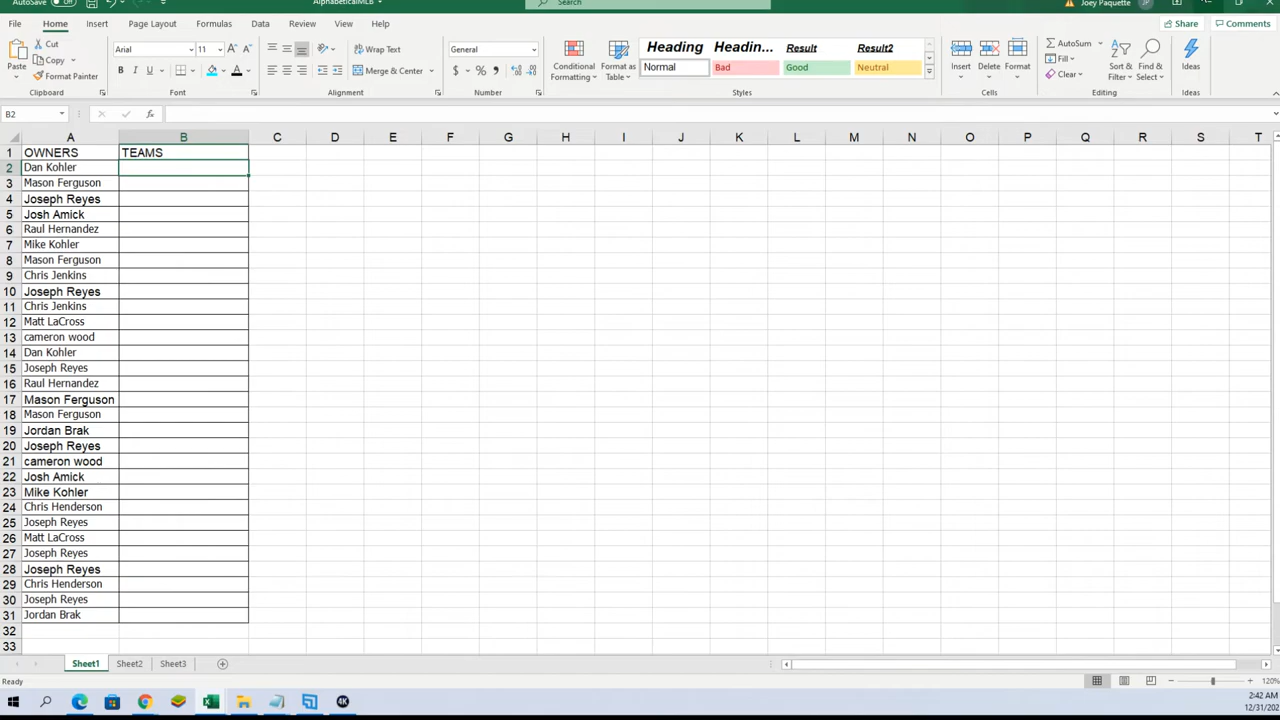 AutoSave Off AlphabeticalMLB Search Joey Paquette JP
File Home Insert Page Layout Formulas Data Review View Help Share Comments
Paste Cut Copy Format Painter Clipboard
Arial 11 A A B I U A Font
Wrap Text Merge & Center Alignment
General $ % , Number
Conditional Formatting Format as Table
Heading Headin... Result Result2
Normal Bad Good Neutral Styles
Insert Delete Format Cells
AutoSum Fill Clear Sort & Filter Find & Select Editing
Ideas Ideas
B2 fx
A B C D E F G H I J K L M N O P Q R S T
1 OWNERS TEAMS
2 Dan Kohler
3 Mason Ferguson
4 Joseph Reyes
5 Josh Amick
6 Raul Hernandez
7 Mike Kohler
8 Mason Ferguson
9 Chris Jenkins
10 Joseph Reyes
11 Chris Jenkins
12 Matt LaCross
13 cameron wood
14 Dan Kohler
15 Joseph Reyes
16 Raul Hernandez
17 Mason Ferguson
18 Mason Ferguson
19 Jordan Brak
20 Joseph Reyes
21 cameron wood
22 Josh Amick
23 Mike Kohler
24 Chris Henderson
25 Joseph Reyes
26 Matt LaCross
27 Joseph Reyes
28 Joseph Reyes
29 Chris Henderson
30 Joseph Reyes
31 Jordan Brak
32
33
Sheet1 Sheet2 Sheet3
Ready 120%
4K 2:42 AM
12/31/202